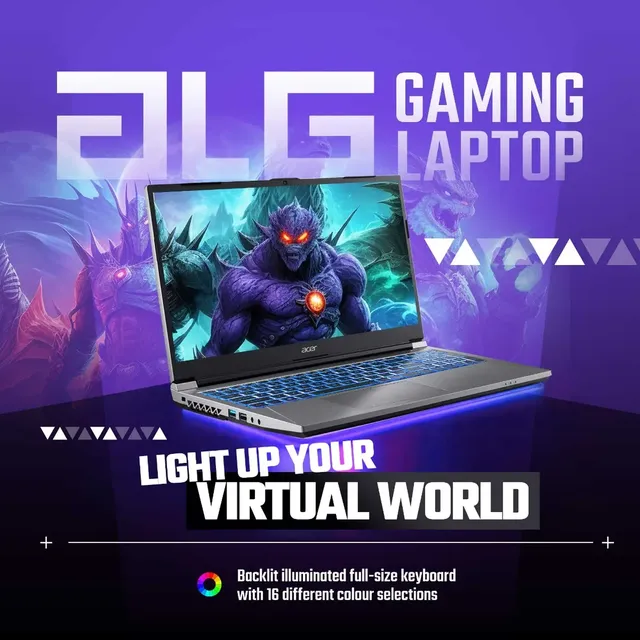 ALG
GAMING
LAPTOP
acer
LIGHT UP YOUR
VIRTUAL WORLD
Backlit illuminated full-size keyboard
with 16 different colour selections